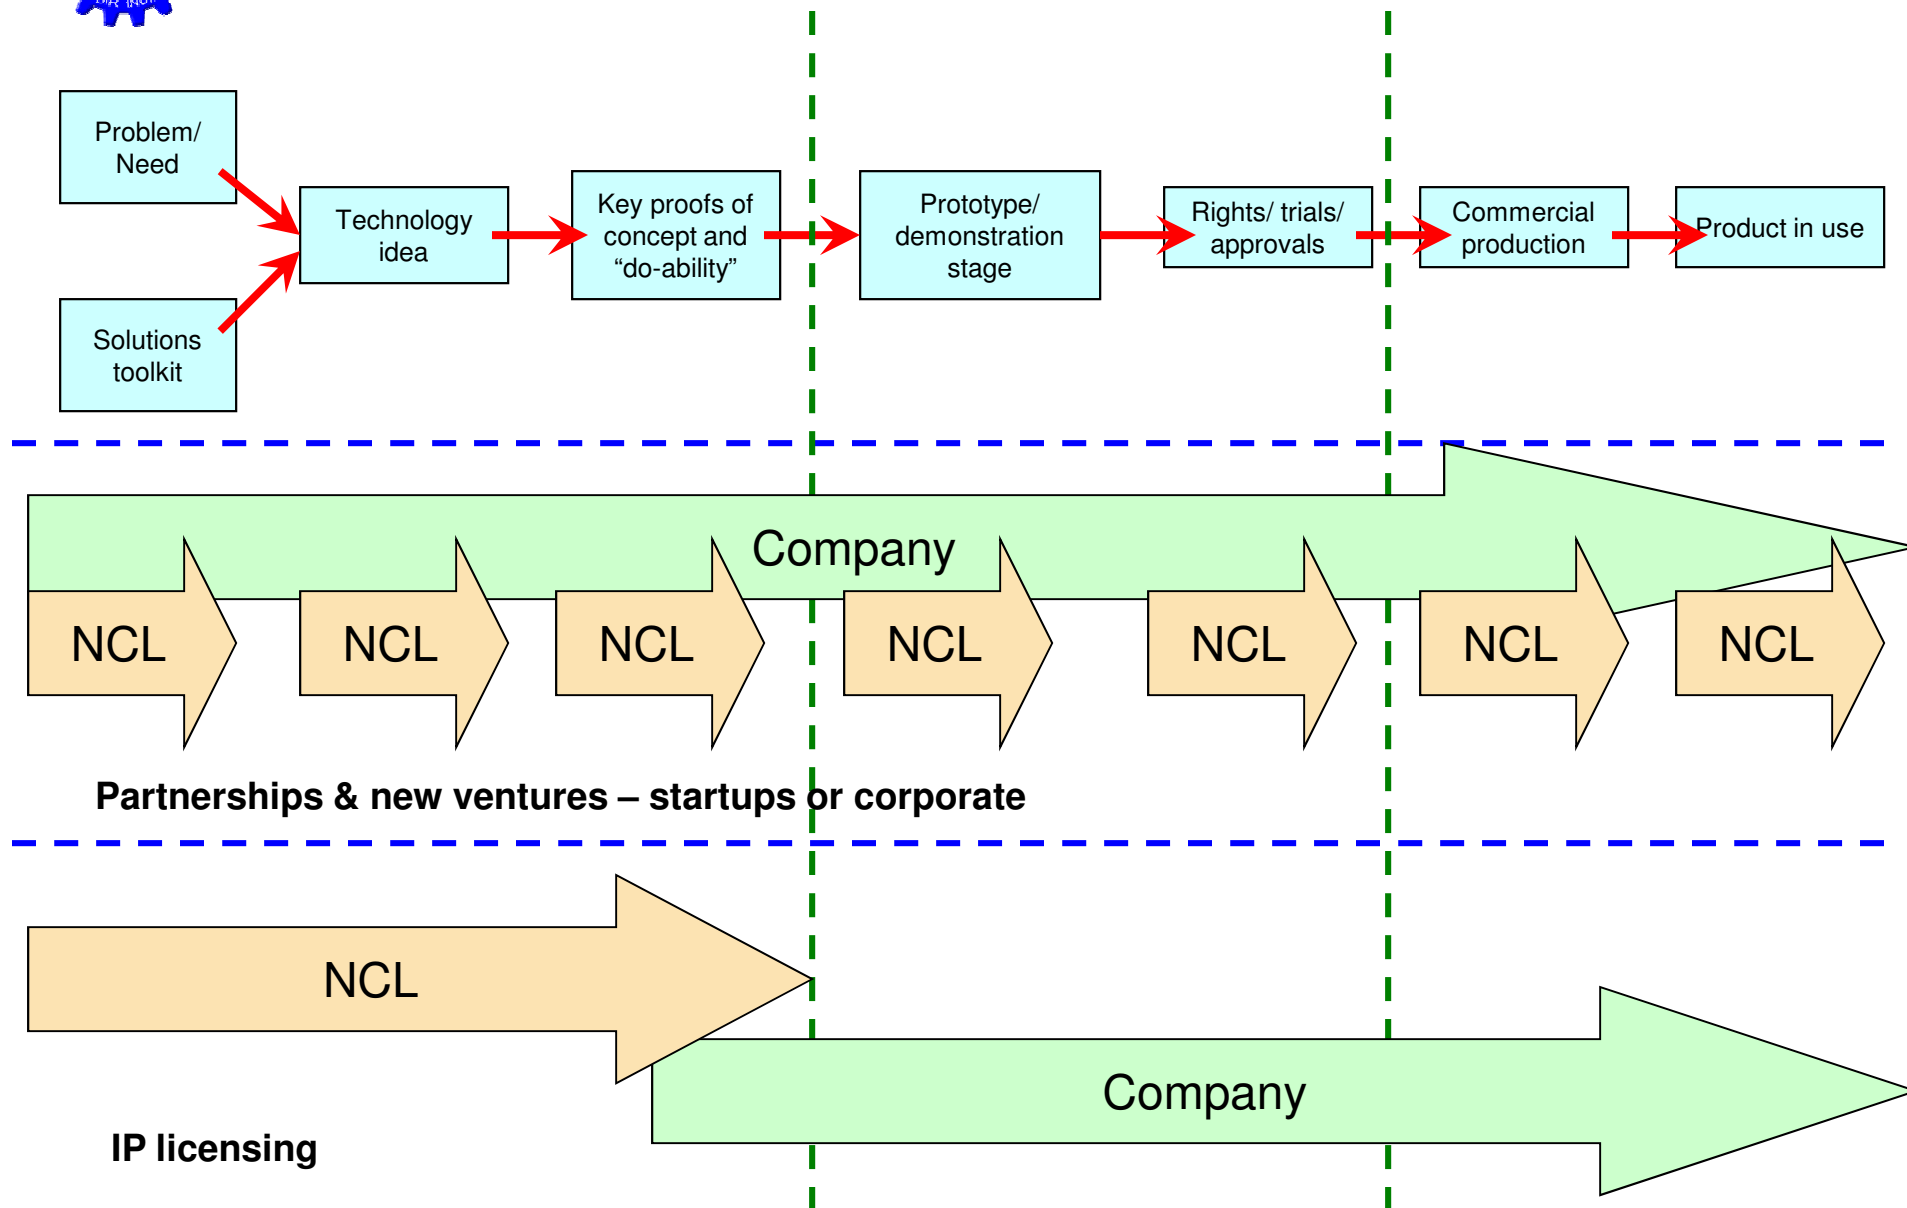 Problem/
Need
Solutions
toolkit
Technology
idea
Key proofs of
concept and
“do-ability”
Prototype/
demonstration
stage
Rights/ trials/
approvals
Commercial
production
Product in use
Company
NCL
NCL
NCL
NCL
NCL
NCL
NCL
Partnerships & new ventures – startups or corporate
NCL
Company
IP licensing